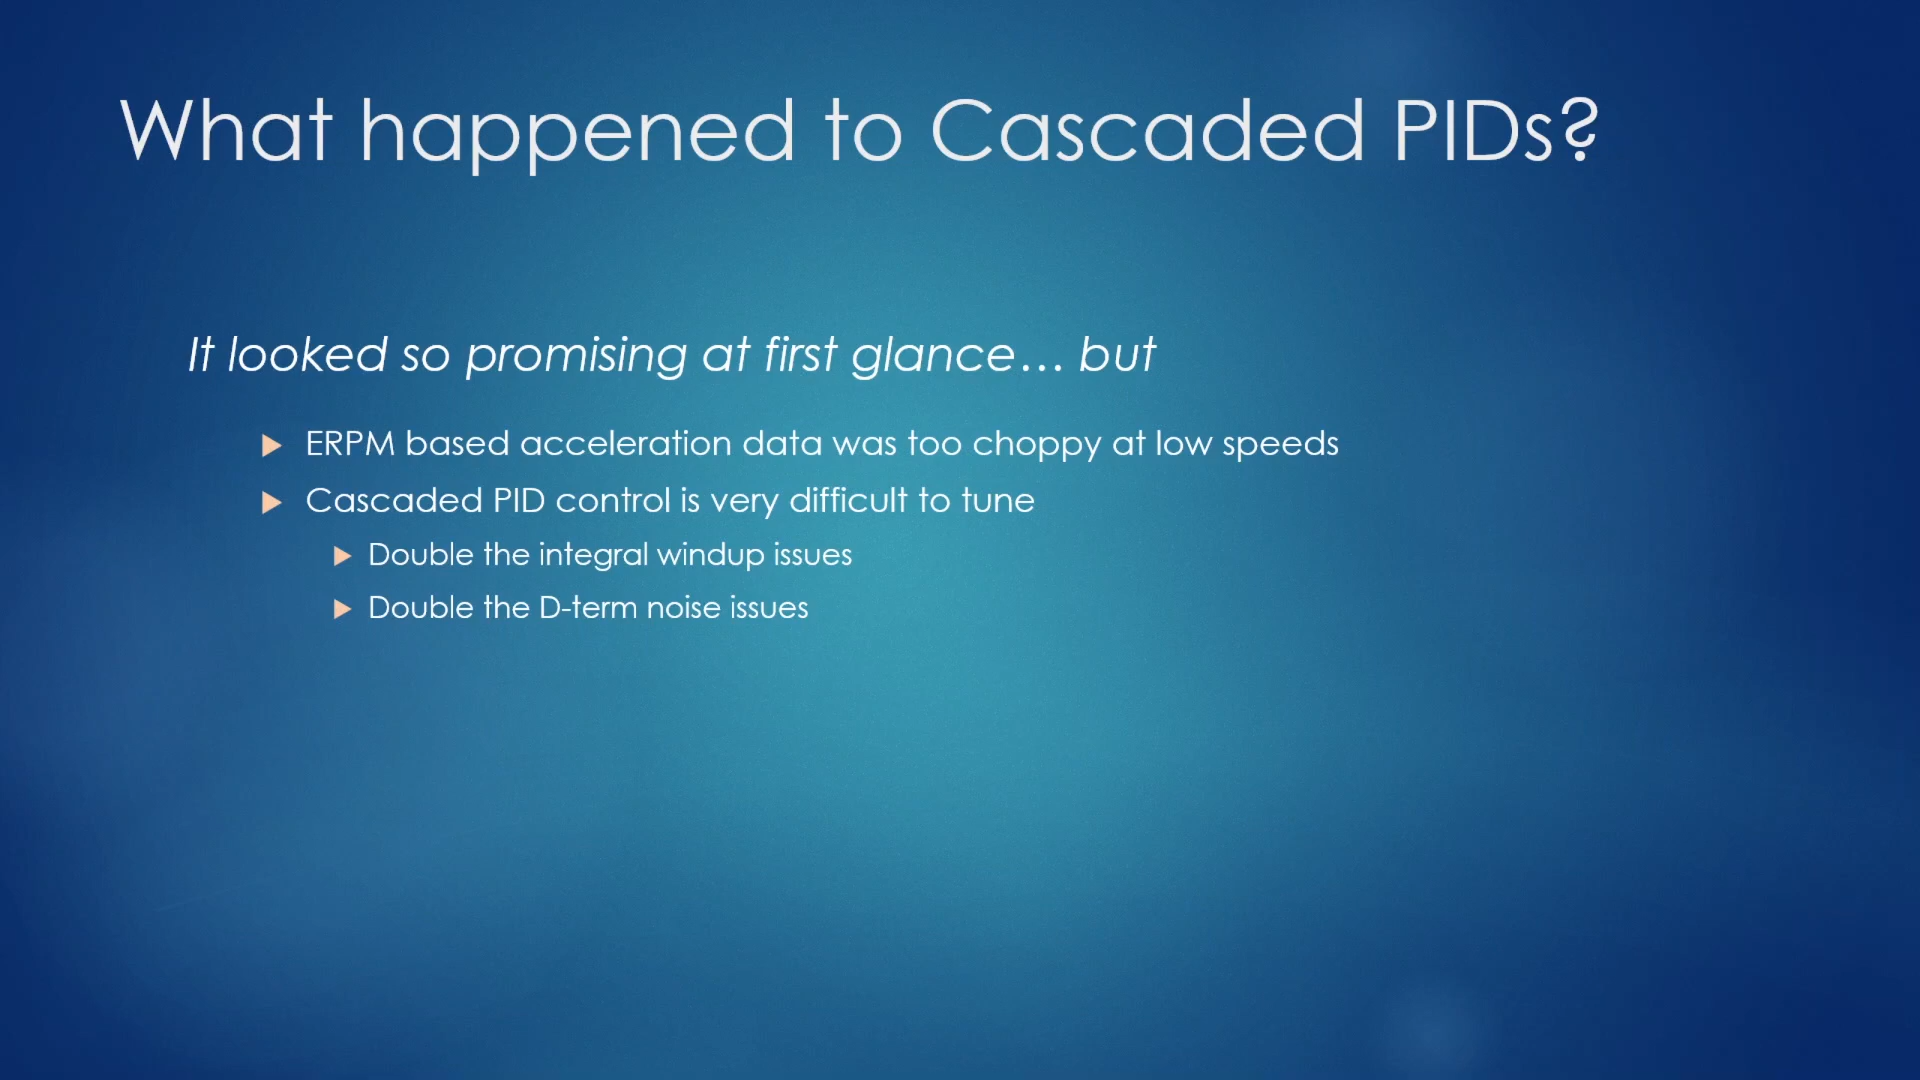 What happened to Cascaded PIDs?
It looked so promising at first glance... but
ERPM based acceleration data was too choppy at low speeds
Cascaded PID control is very difficult to tune
Double the integral windup issues
Double the D-term noise issues